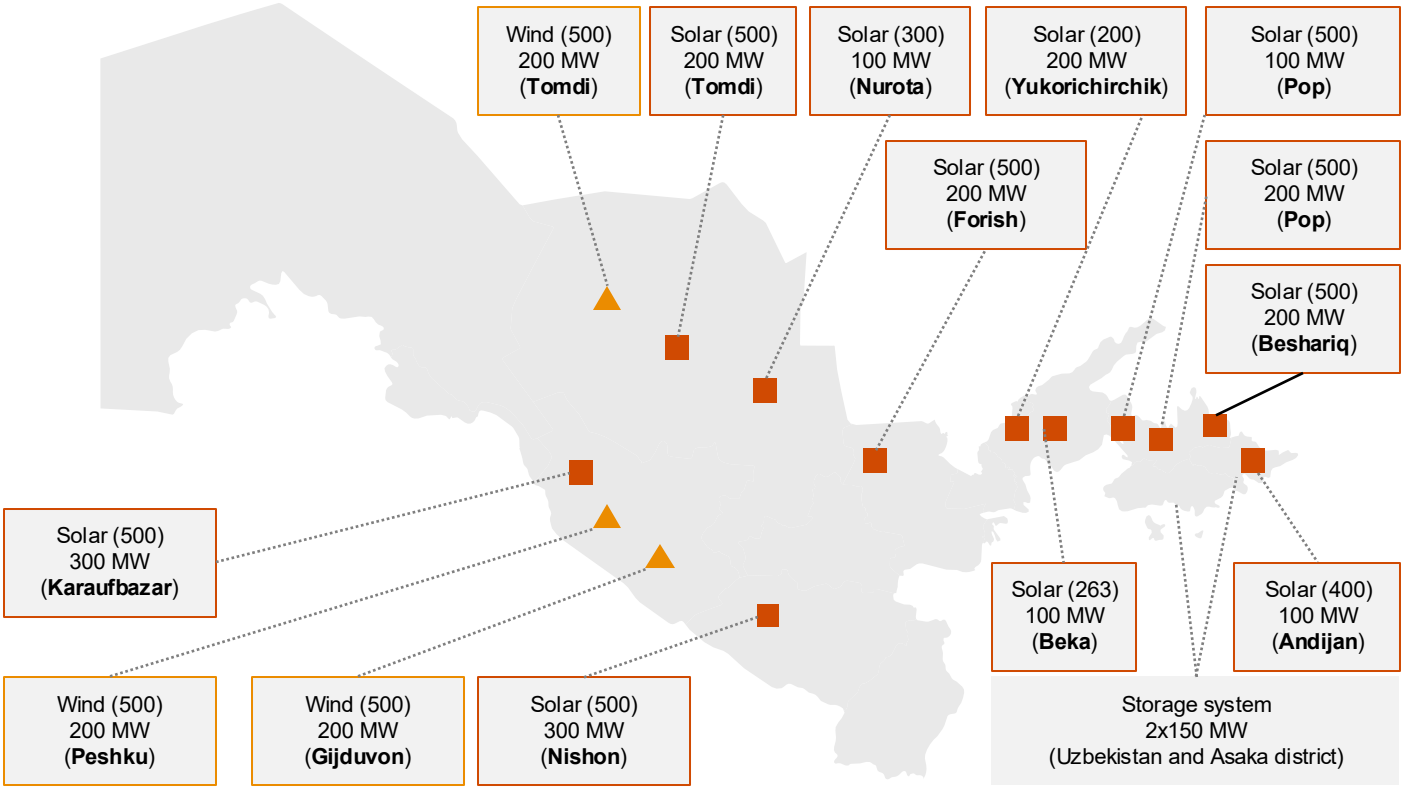 Wind (500)
200 MW
(Tomdi)
Solar (500)
200 MW
(Tomdi)
Solar (300)
100 MW
(Nurota)
Solar (200)
200 MW
(Yukorichirchik)
Solar (500)
100 MW
(Pop)
Solar (500)
200 MW
(Forish)
Solar (500)
200 MW
(Pop)
Solar (500)
200 MW
(Beshariq)
Solar (500)
300 MW
(Karaufbazar)
Solar (263)
100 MW
(Beka)
Solar (400)
100 MW
(Andijan)
Wind (500)
200 MW
(Peshku)
Wind (500)
200 MW
(Gijduvon)
Solar (500)
300 MW
(Nishon)
Storage system
2x150 MW
(Uzbekistan and Asaka district)